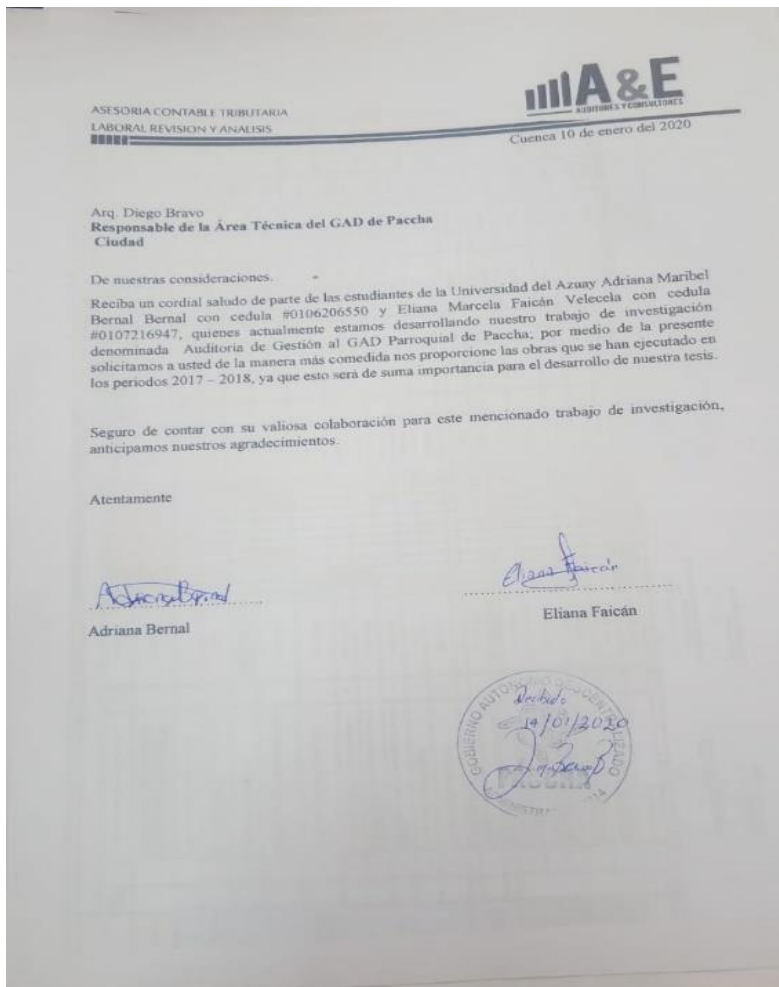 A&E
AUDITORES Y CONSULTORES
ASESORIA CONTABLE TRIBUTARIA
LABORAL REVISION Y ANALISIS
Cuenca 10 de enero del 2020
Arq. Diego Bravo
Responsable de la Área Técnica del GAD de Paccha
Ciudad
De nuestras consideraciones.
Reciba un cordial saludo de parte de las estudiantes de la Universidad del Azuay Adriana Maribel
Bernal Bernal con cedula #0106206550 y Eliana Marcela Faicán Velecela con cedula
#0107216947, quienes actualmente estamos desarrollando nuestro trabajo de investigación
denominada Auditoria de Gestión al GAD Parroquial de Paccha; por medio de la presente
solicitamos a usted de la manera más comedida nos proporcione las obras que se han ejecutado en
los periodos 2017 – 2018, ya que esto será de suma importancia para el desarrollo de nuestra tesis.
Seguro de contar con su valiosa colaboración para este mencionado trabajo de investigación,
anticipamos nuestros agradecimientos.
Atentamente
Adriana Bernal
Eliana Faicán
Adriana Bernal
Eliana Faicán
GOBIERNO AUTONOMO DESCENTRALIZADO
Recibido
14/01/2020
PACCHA